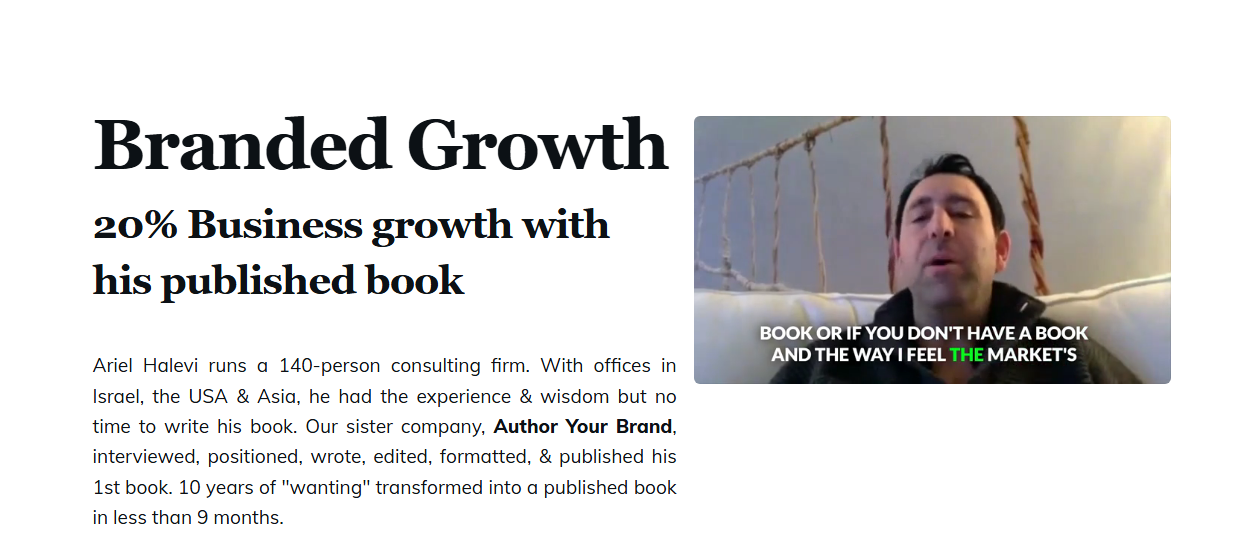 Branded Growth
20% Business growth with
his published book
Ariel Halevi runs a 140-person consulting firm. With offices in
Israel, the USA & Asia, he had the experience & wisdom but no
time to write his book. Our sister company, Author Your Brand,
interviewed, positioned, wrote, edited, formatted, & published his
1st book. 10 years of "wanting" transformed into a published book
in less than 9 months.
BOOK OR IF YOU DON'T HAVE A BOOK
AND THE WAY I FEEL THE MARKET'S